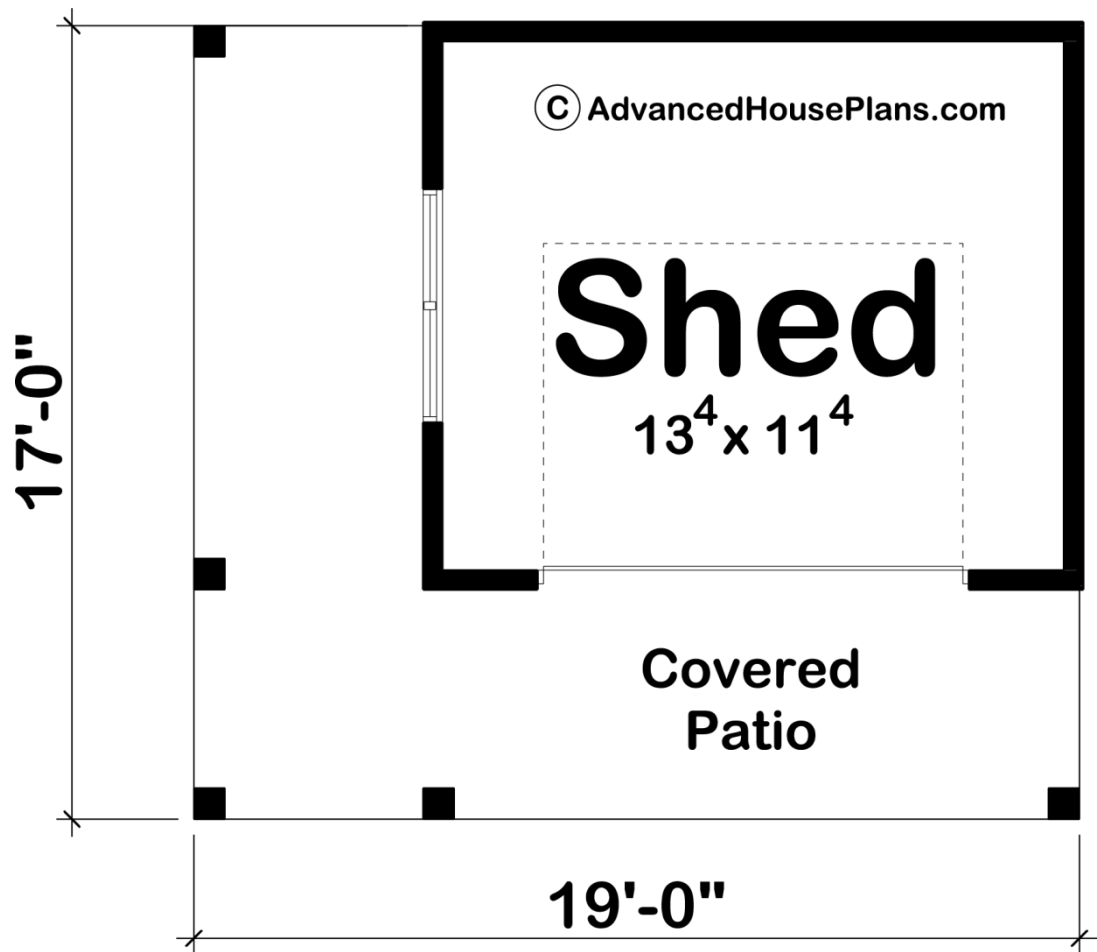 © AdvancedHousePlans.com
Shed
13⁴ x 11⁴
17'-0"
Covered
Patio
19'-0"